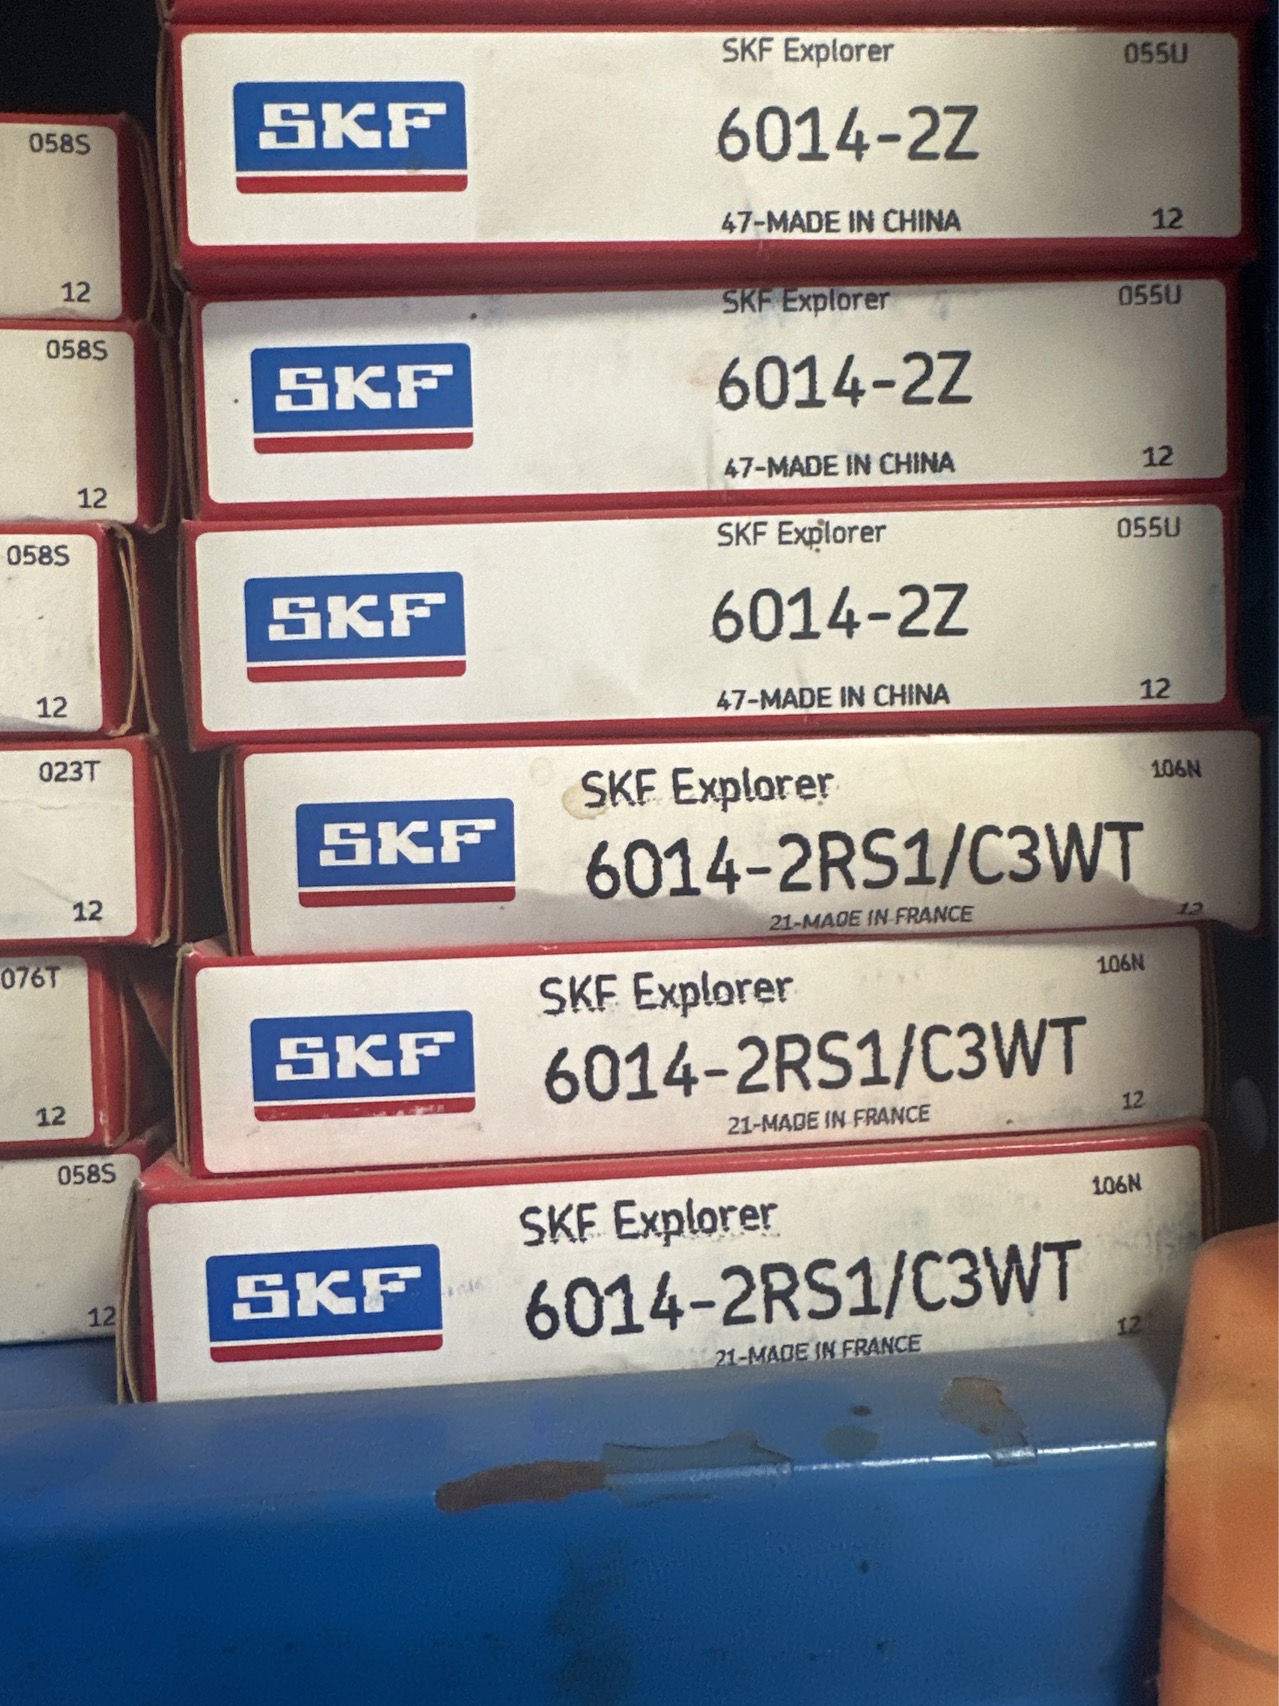 058S
12
058S
12
058S
12
023T
12
076T
12
058S
12
SKF
SKF Explorer 055U
6014-2Z
47-MADE IN CHINA 12
SKF
SKF Explorer 055U
6014-2Z
47-MADE IN CHINA 12
SKF
SKF Explorer 055U
6014-2Z
47-MADE IN CHINA 12
SKF
SKF Explorer 106N
6014-2RS1/C3WT
21-MADE IN FRANCE 12
SKF
SKF Explorer 106N
6014-2RS1/C3WT
21-MADE IN FRANCE 12
SKF
SKF Explorer 106N
6014-2RS1/C3WT
21-MADE IN FRANCE 12